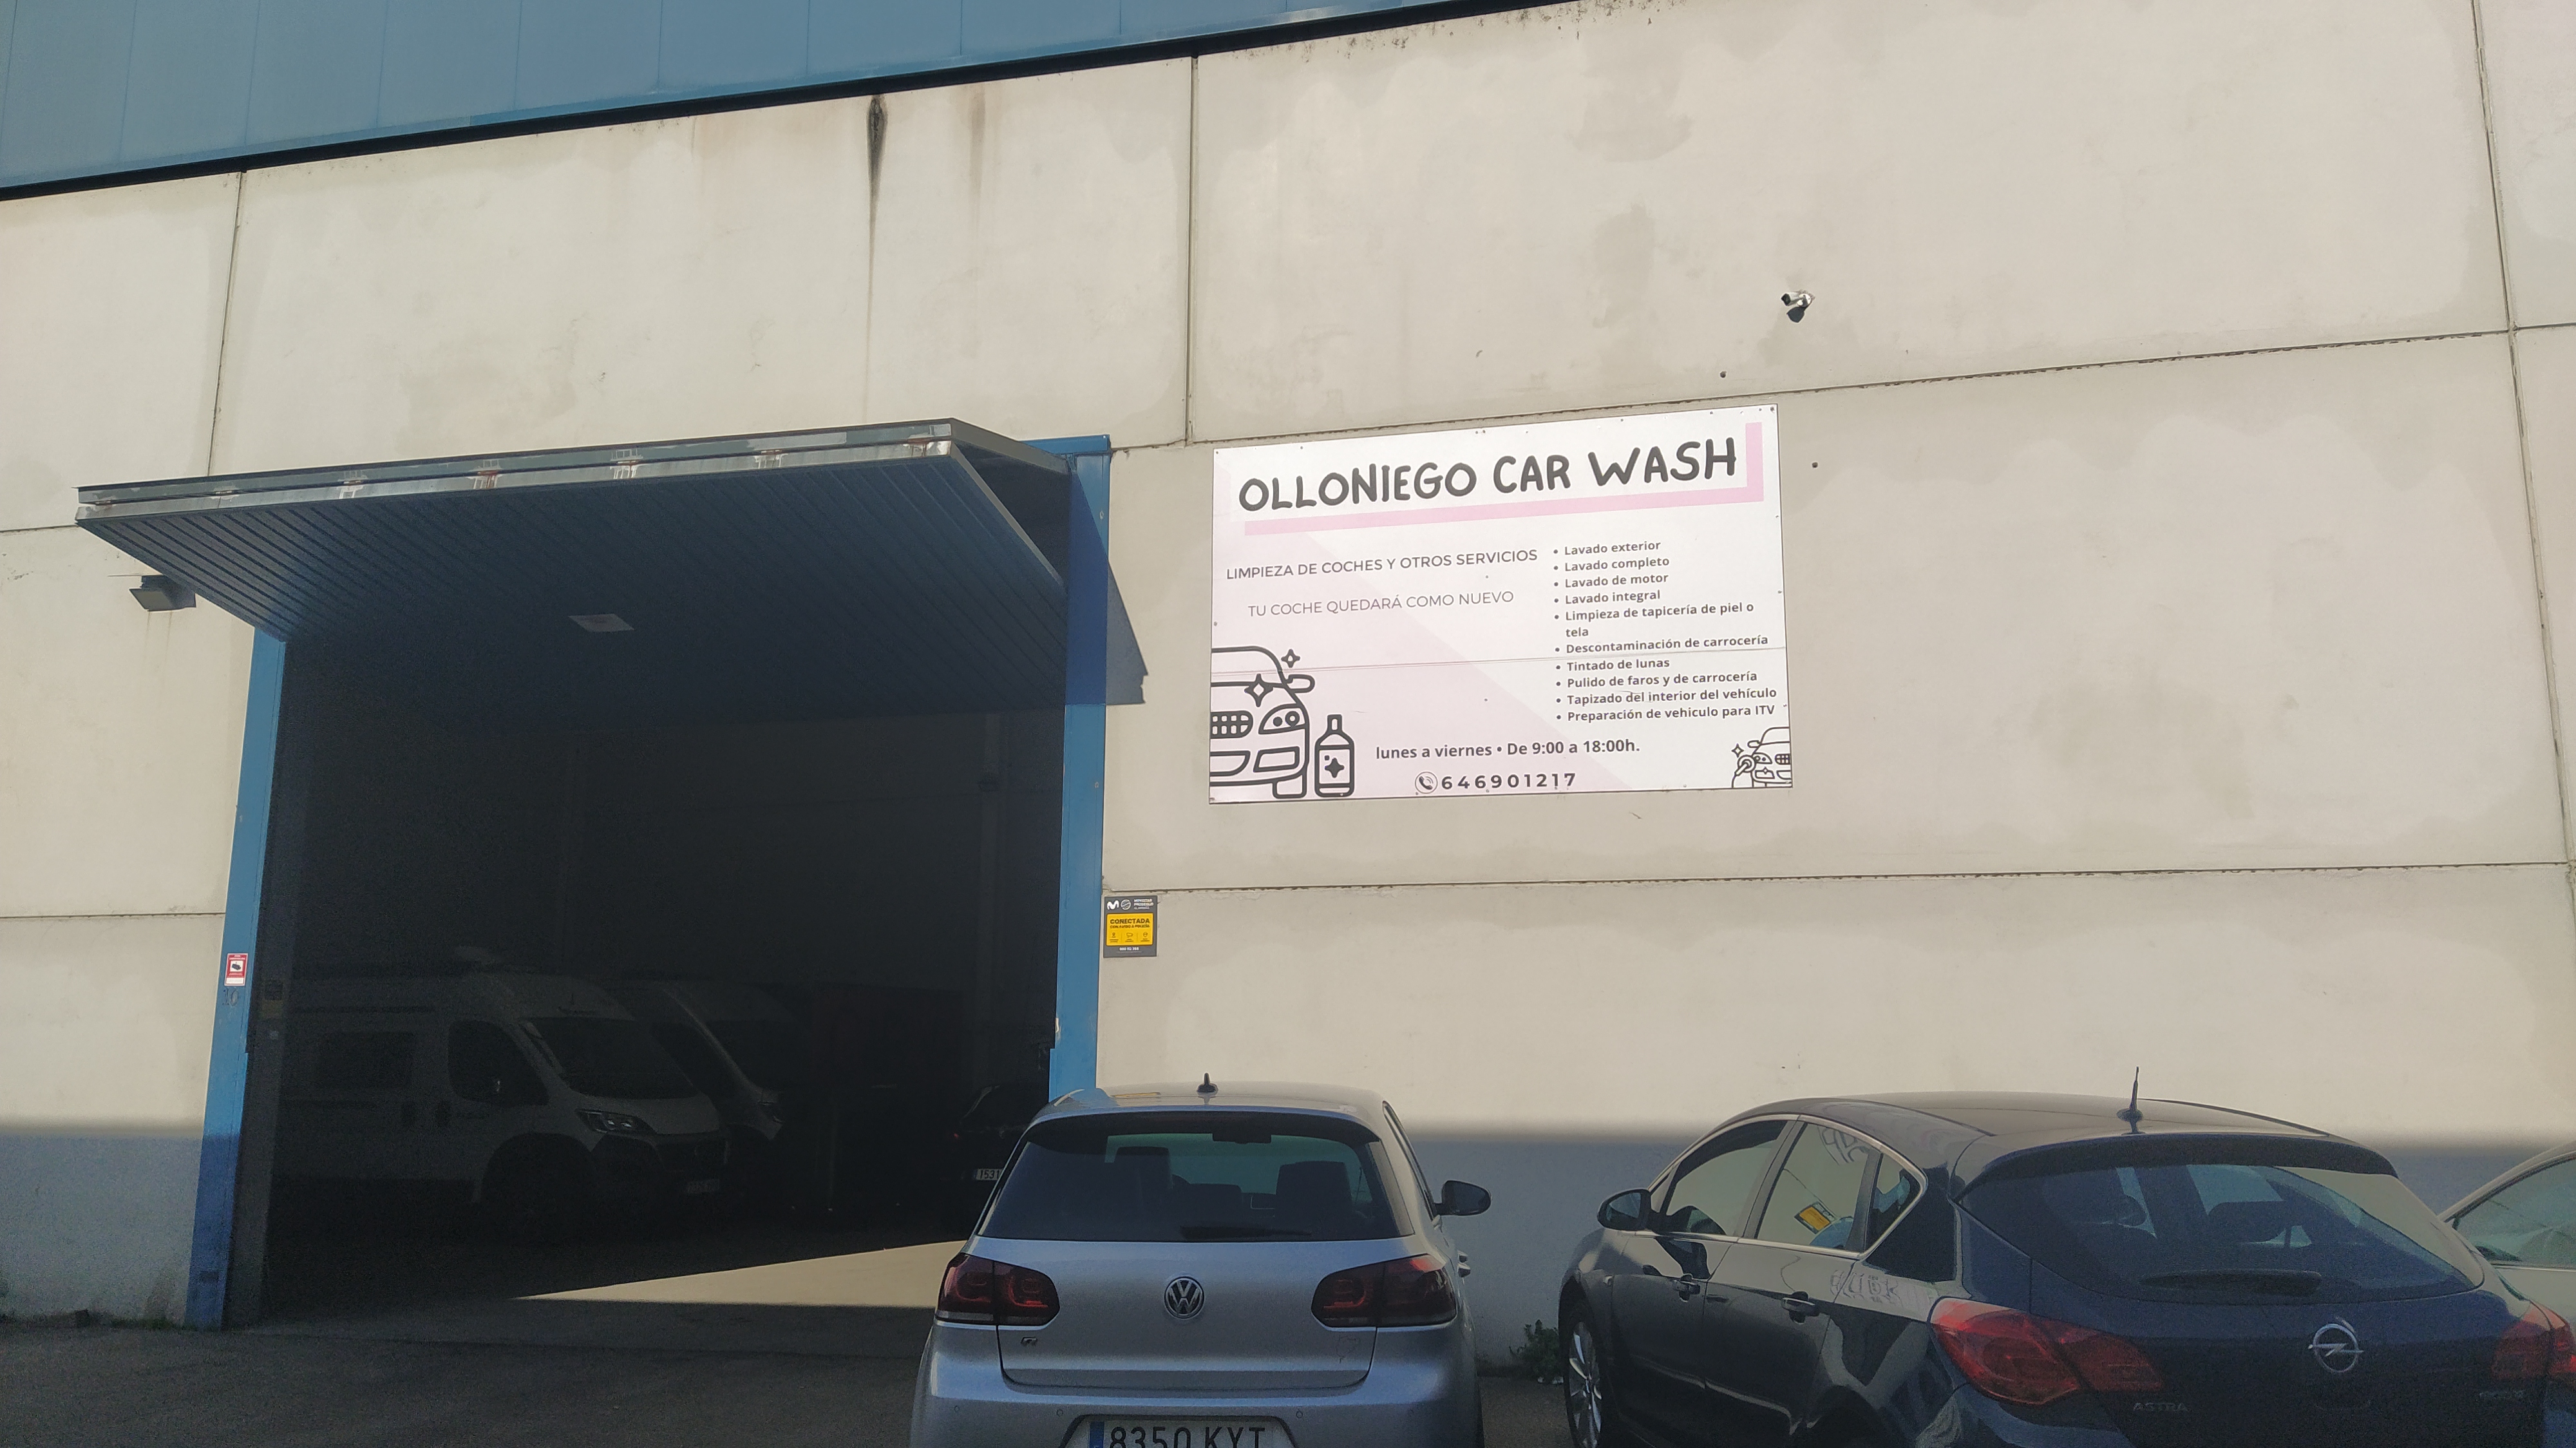 OLLONIEGO CAR WASH
LIMPIEZA DE COCHES Y OTROS SERVICIOS
TU COCHE QUEDARÁ COMO NUEVO
• Lavado exterior
• Lavado completo
• Lavado de motor
• Lavado integral
• Limpieza de tapicería de piel o
tela
• Descontaminación de carrocería
• Tintado de lunas
• Pulido de faros y de carrocería
• Tapizado del interior del vehículo
• Preparación de vehiculo para ITV
lunes a viernes • De 9:00 a 18:00h.
646901217
CONECTADA
1531
8350 KYT
ASTRA